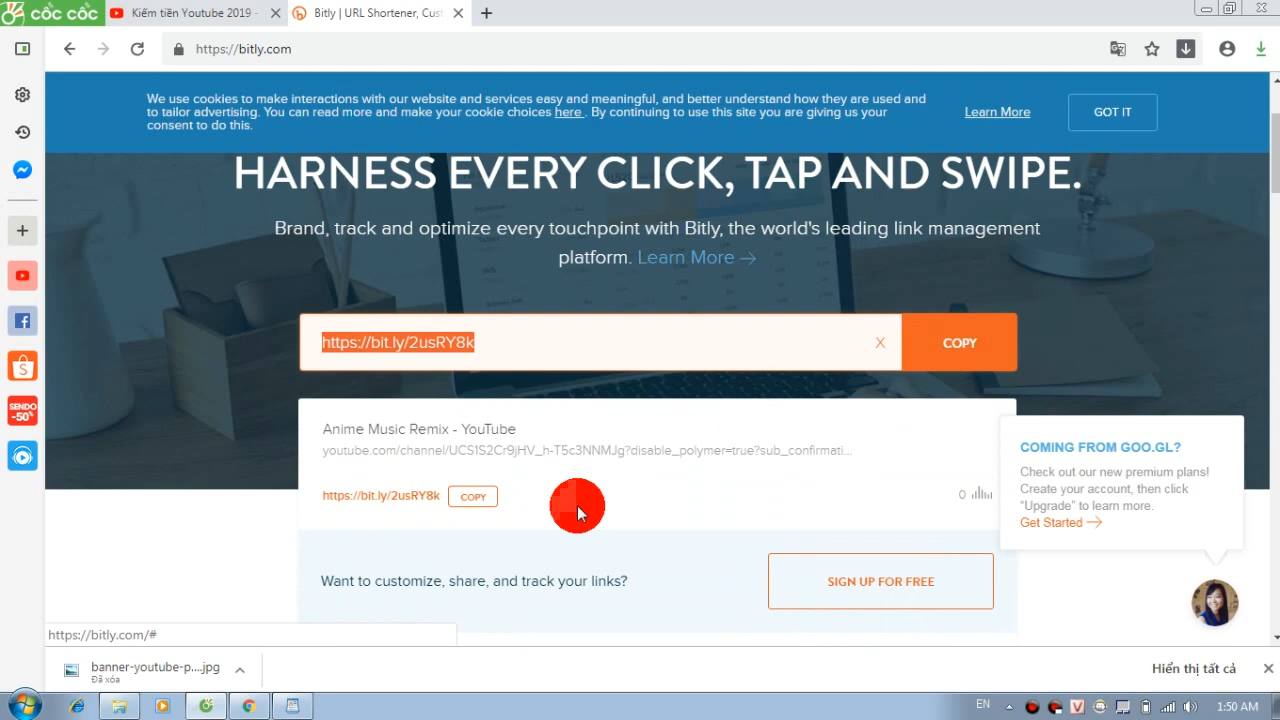 cốc cốc
Kiếm tiền Youtube 2019 -
Bitly | URL Shortener, Cus
https://bitly.com
We use cookies to make interactions with our website and services easy and meaningful, and better understand how they are used and
to tailor advertising. You can read more and make your cookie choices here . By continuing to use this site you are giving us your
consent to do this.
Learn More
GOT IT
HARNESS EVERY CLICK, TAP AND SWIPE.
Brand, track and optimize every touchpoint with Bitly, the world's leading link management
platform. Learn More →
https://bit.ly/2usRY8k
X
COPY
Anime Music Remix - YouTube
youtube.com/channel/UCS1S2Cr9jHV_h-T5c3NNMJg?disable_polymer=true?sub_confirmati...
https://bit.ly/2usRY8k
COPY
0
COMING FROM GOO.GL?
Check out our new premium plans!
Create your account, then click
“Upgrade” to learn more.
Get Started →
Want to customize, share, and track your links?
SIGN UP FOR FREE
SENDO
-50%
https://bitly.com/#
banner-youtube-p....jpg
Đã xóa
Hiển thị tất cả
EN
1:50 AM